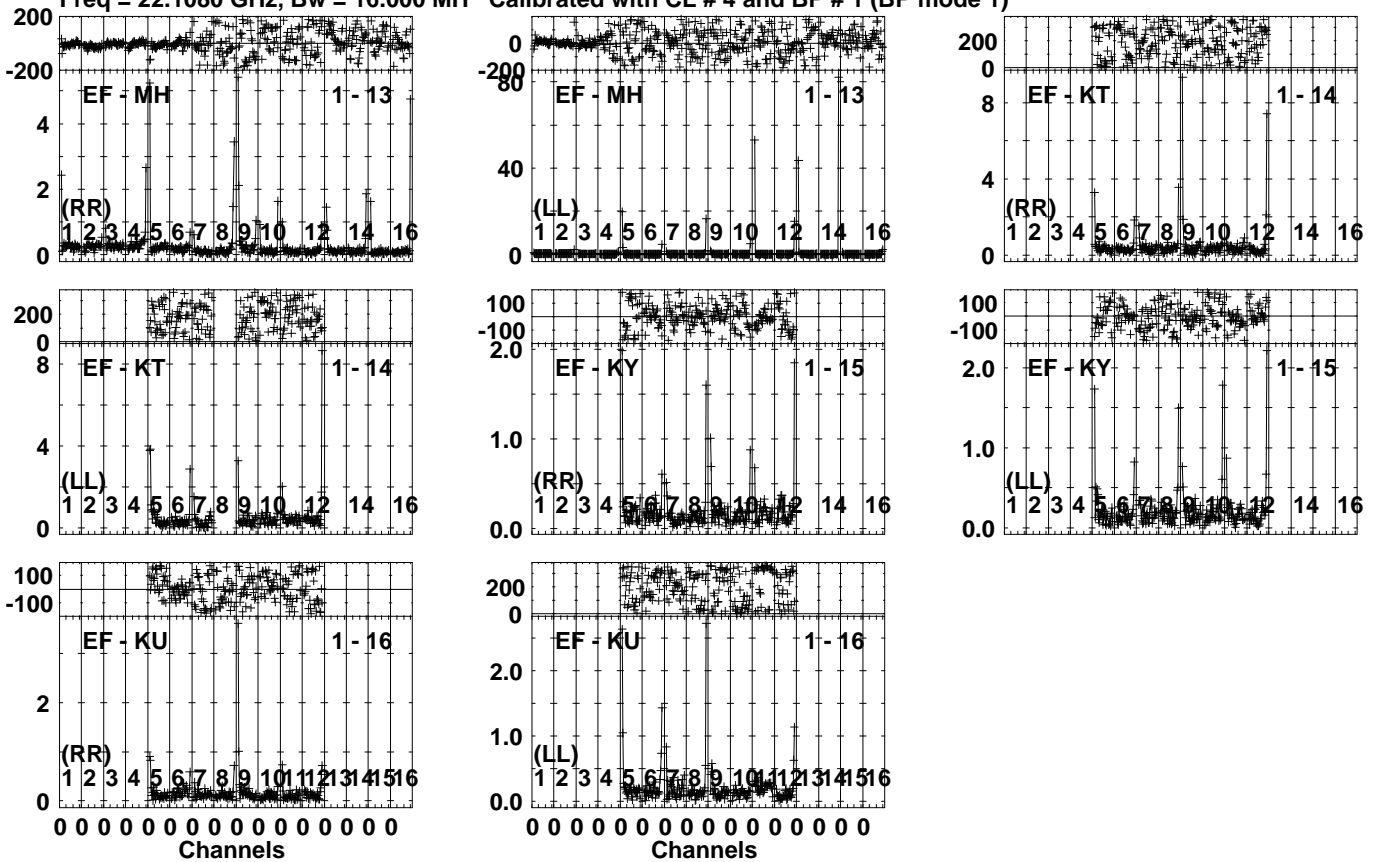 Freq = 22.1080 GHz, Bw = 16.000 MH Calibrated with CL # 4 and BP # 1 (BP mode 1)
200
0
-200
EF - MH 1 - 13
4
2
0
(RR)
1 2 3 4 5 6 7 8 9 10 12 14 16
0
-200
80
EF - MH 1 - 13
40
0
(LL)
1 2 3 4 5 6 7 8 9 10 12 14 16
200
0
EF - KT 1 - 14
8
4
0
(RR)
1 2 3 4 5 6 7 8 9 10 12 14 16
200
0
EF - KT 1 - 14
8
4
0
(LL)
1 2 3 4 5 6 7 8 9 10 12 14 16
100
-100
2.0
EF - KY 1 - 15
1.0
0.0
(RR)
1 2 3 4 5 6 7 8 9 10 12 14 16
100
-100
EF - KY 1 - 15
2.0
1.0
0.0
(LL)
1 2 3 4 5 6 7 8 9 10 12 14 16
100
-100
EF - KU 1 - 16
2
0
(RR)
1 2 3 4 5 6 7 8 9 10 11 12 13 14 15 16
0 0 0 0 0 0 0 0 0 0 0 0 0 0 0 0
Channels
200
0
EF - KU 1 - 16
2.0
1.0
0.0
(LL)
1 2 3 4 5 6 7 8 9 10 11 12 13 14 15 16
0 0 0 0 0 0 0 0 0 0 0 0 0 0 0 0
Channels